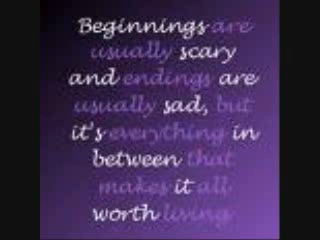 Beginnings are
usually scary
and endings are
usually sad, but
it's everything in
between that
makes it all
worth living